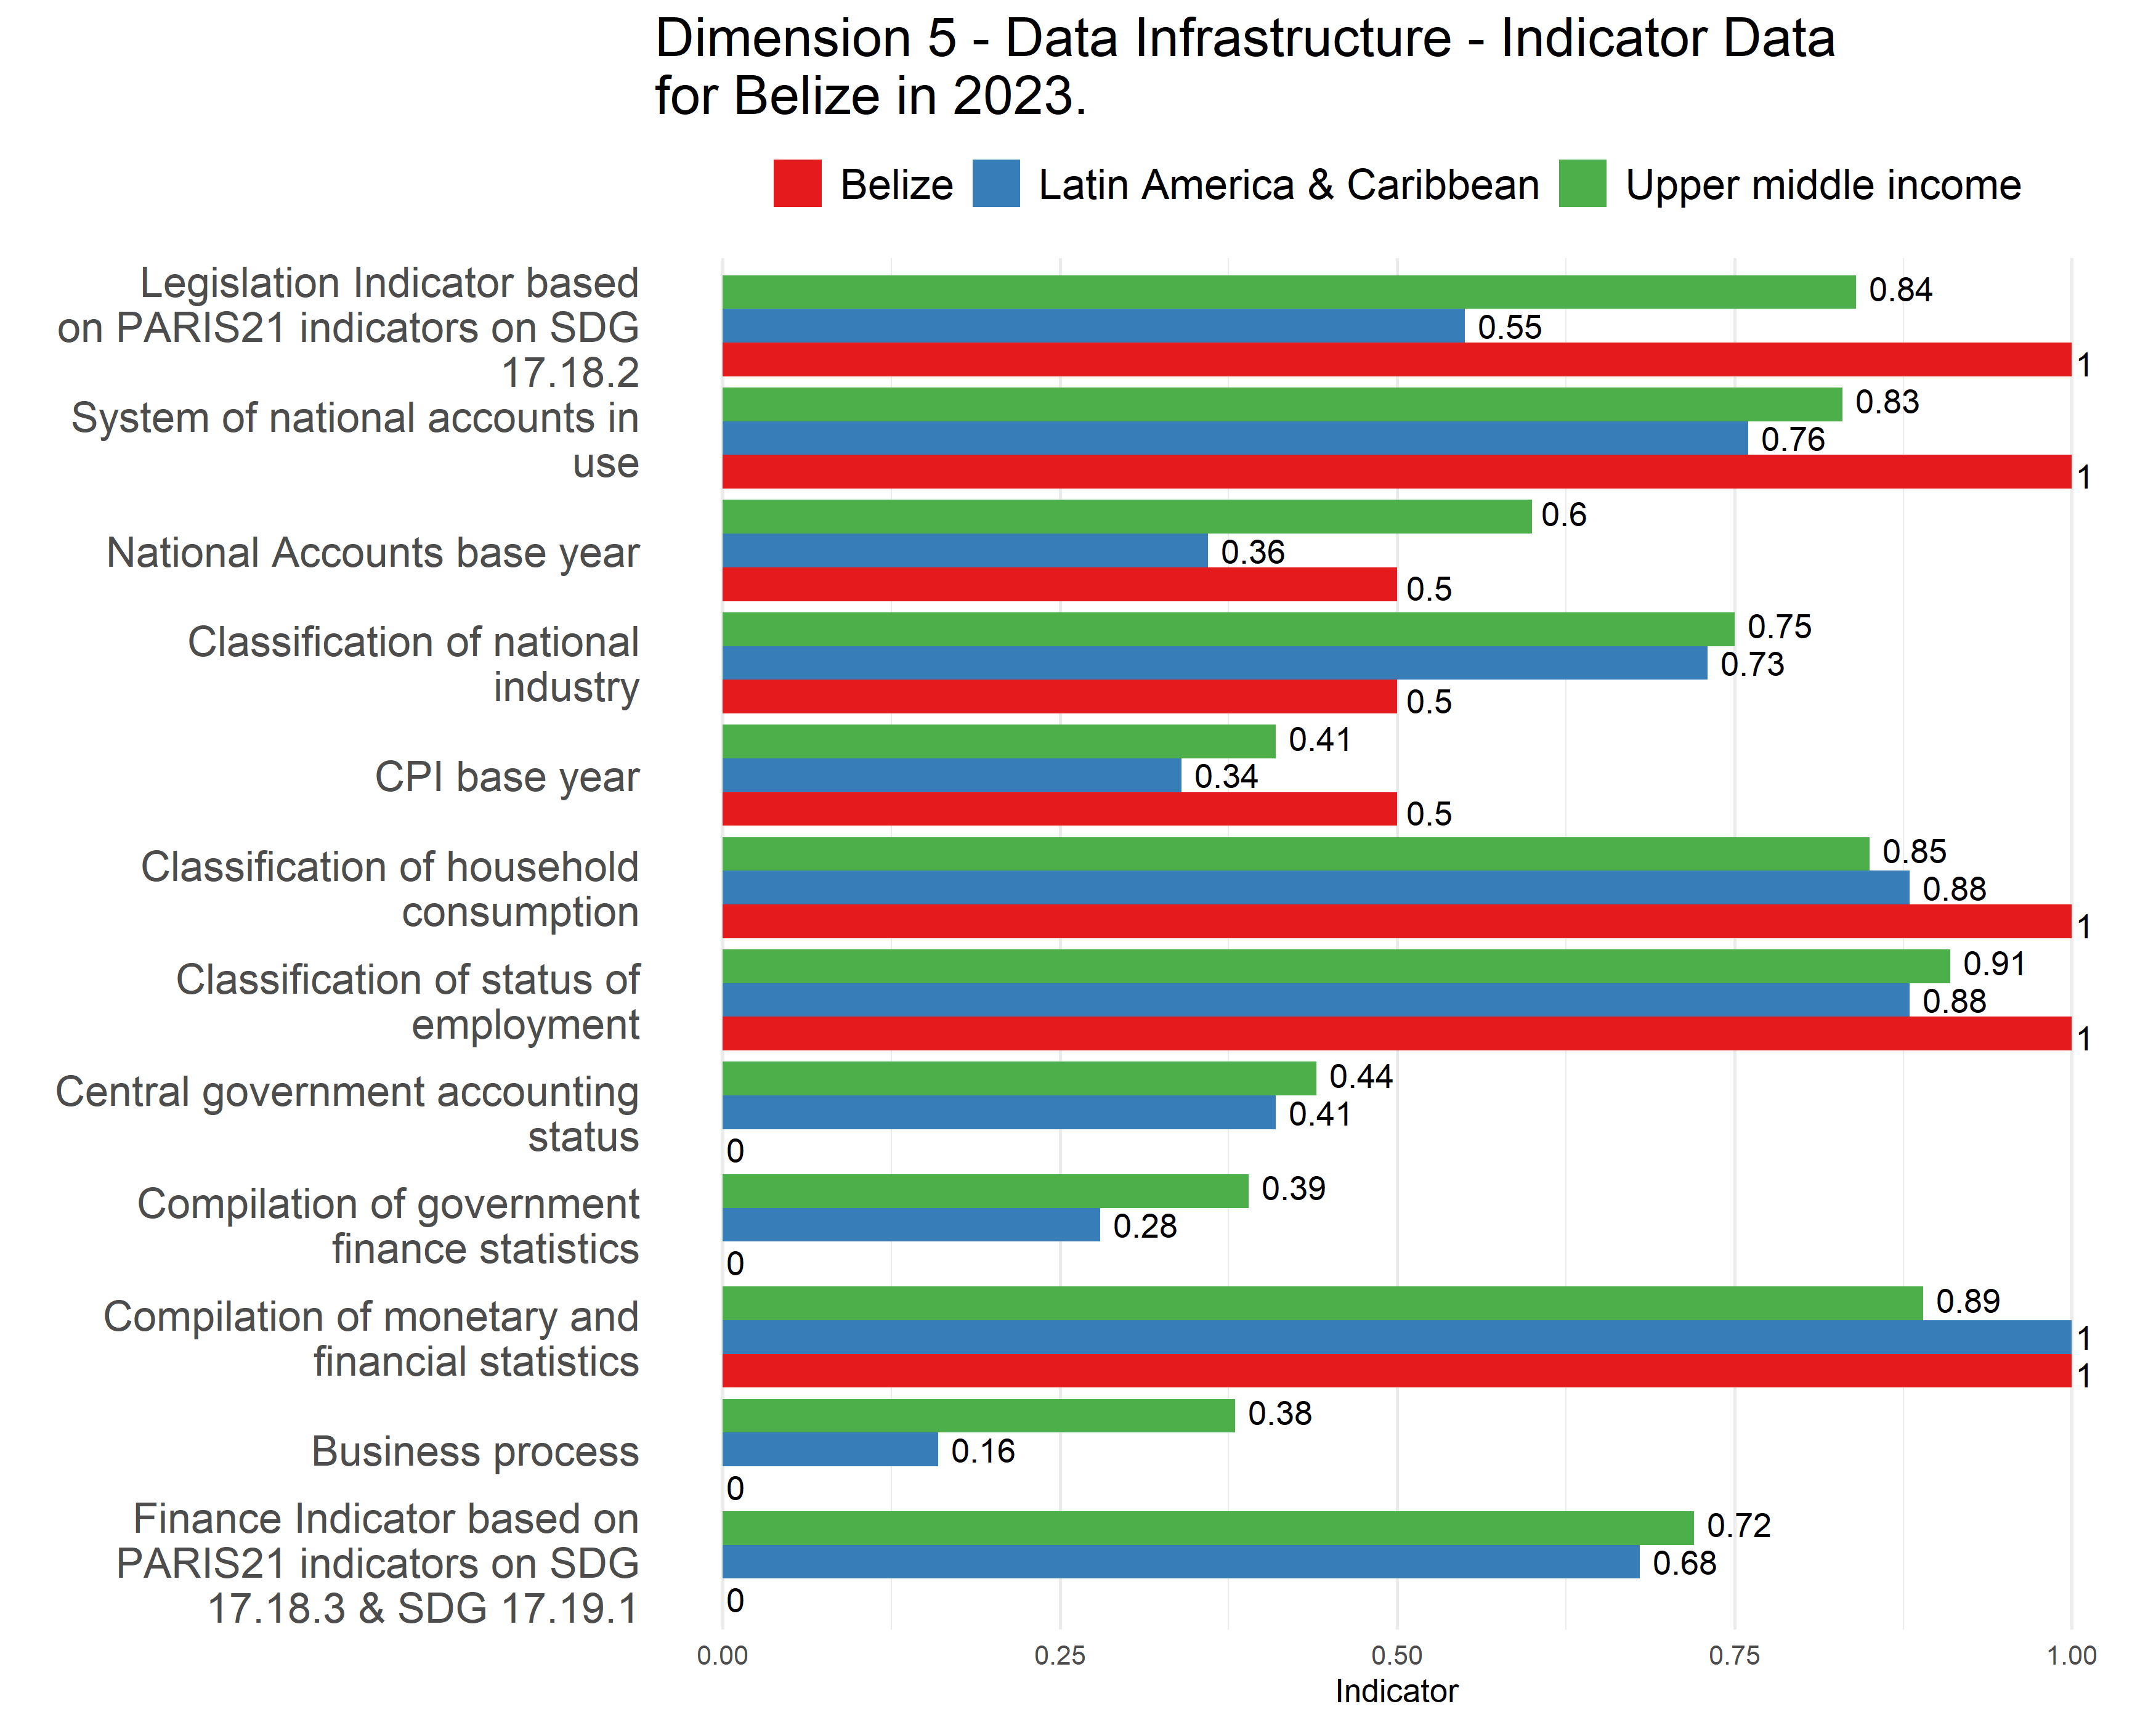 Dimension 5 - Data Infrastructure - Indicator Data
for Belize in 2023.
Belize Latin America & Caribbean Upper middle income
Legislation Indicator based
on PARIS21 indicators on SDG
17.18.2
0.84
0.55
1
System of national accounts in
use
0.83
0.76
1
National Accounts base year
0.6
0.36
0.5
Classification of national
industry
0.75
0.73
0.5
CPI base year
0.41
0.34
0.5
Classification of household
consumption
0.85
0.88
1
Classification of status of
employment
0.91
0.88
1
Central government accounting
status
0.44
0.41
0
Compilation of government
finance statistics
0.39
0.28
0
Compilation of monetary and
financial statistics
0.89
1
1
Business process
0.38
0.16
0
Finance Indicator based on
PARIS21 indicators on SDG
17.18.3 & SDG 17.19.1
0.72
0.68
0
0.00 0.25 0.50 0.75 1.00
Indicator